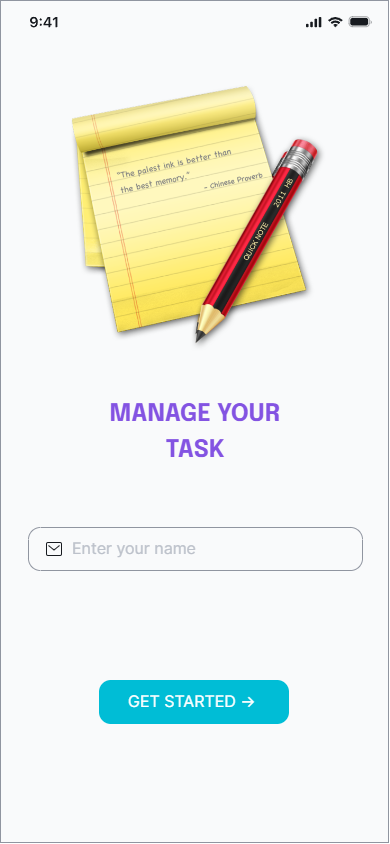 9:41
"The palest ink is better than
the best memory."
~ Chinese Proverb
QUICK NOTE 2011 HB
MANAGE YOUR
TASK
Enter your name
GET STARTED →